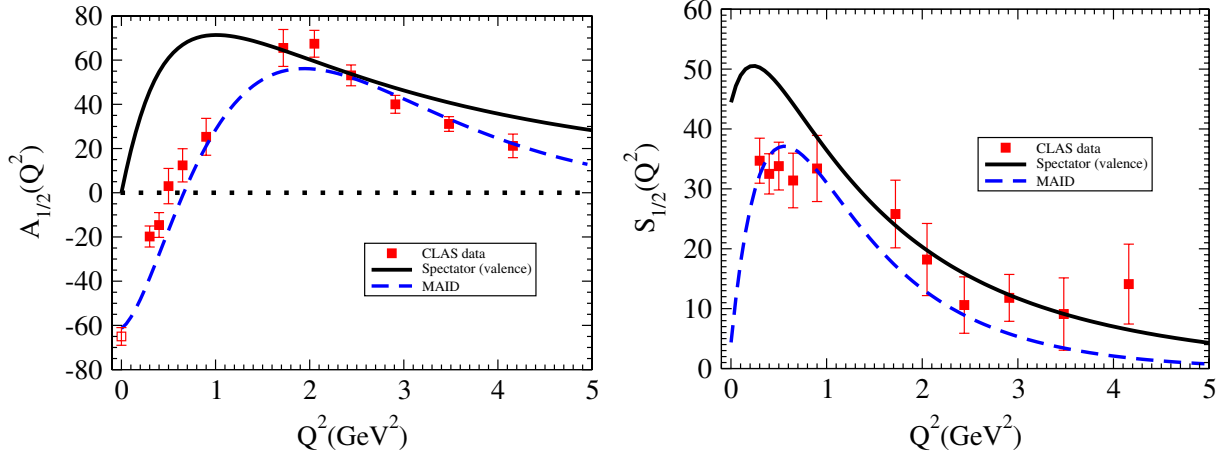 80
60
40
20
0
-20
-40
-60
-80
A1/2(Q2)
CLAS data
Spectator (valence)
MAID
0 1 2 3 4 5
Q2(GeV2)
60
50
40
30
20
10
0
S1/2(Q2)
CLAS data
Spectator (valence)
MAID
0 1 2 3 4 5
Q2(GeV2)